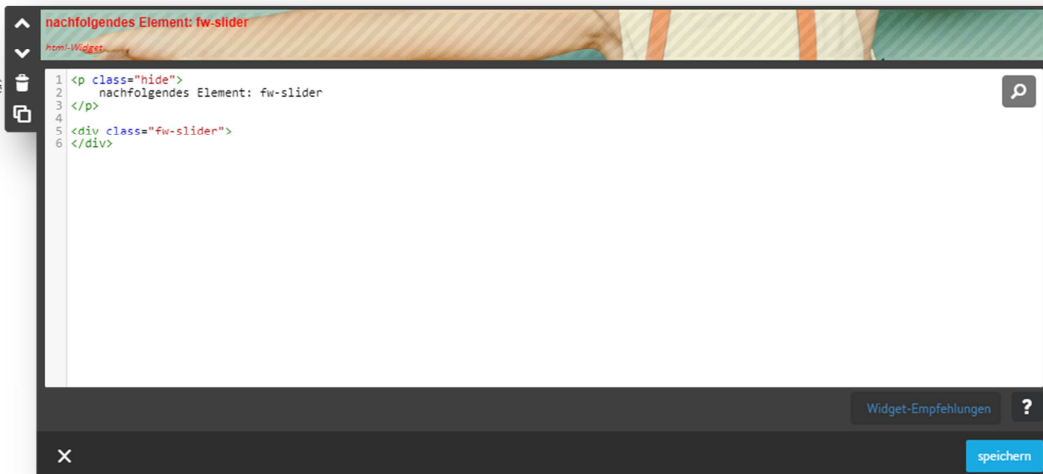 nachfolgendes Element: fw-slider
html-Widget
1 <p class="hide">
2 nachfolgendes Element: fw-slider
3 </p>
4
5 <div class="fw-slider">
6 </div>
Widget-Empfehlungen ?
speichern